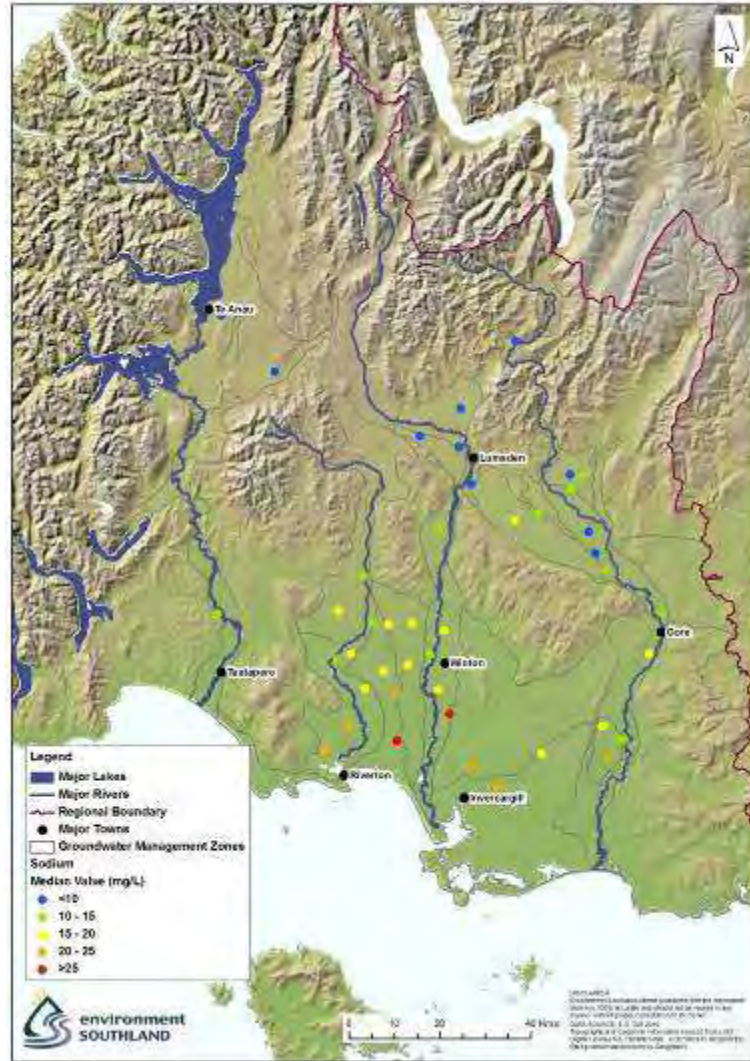 N
Te Anau
Lumsden
Gore
Winton
Tuatapere
Riverton
Invercargill
Legend
Major Lakes
Major Rivers
Regional Boundary
Major Towns
Groundwater Management Zones
Sodium
Median Value (mg/L)
<10
10 - 15
15 - 20
20 - 25
>25
environment
SOUTHLAND
0 10 20 40 Kms